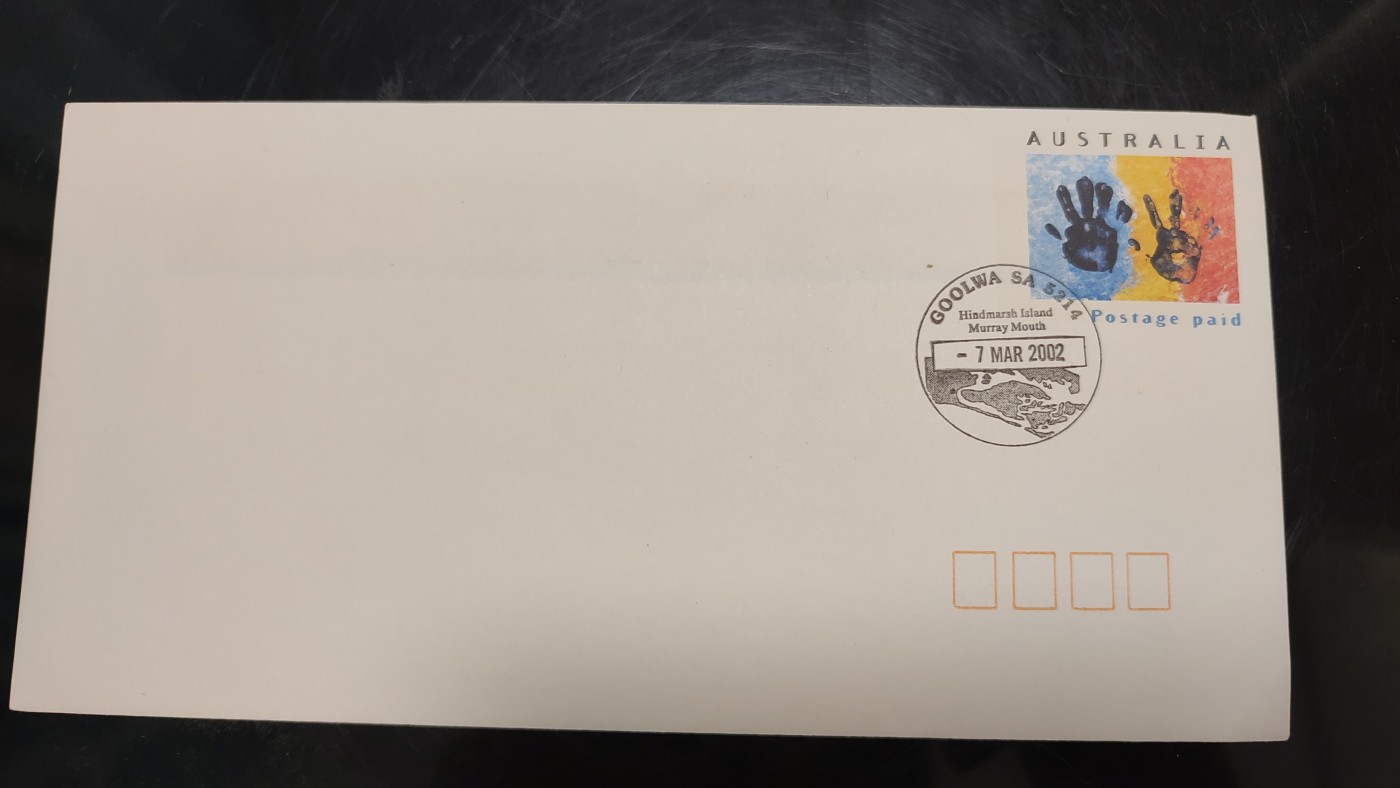 AUSTRALIA
Postage paid
GOOLWA SA 5214
Hindmarsh Island
Murray Mouth
- 7 MAR 2002